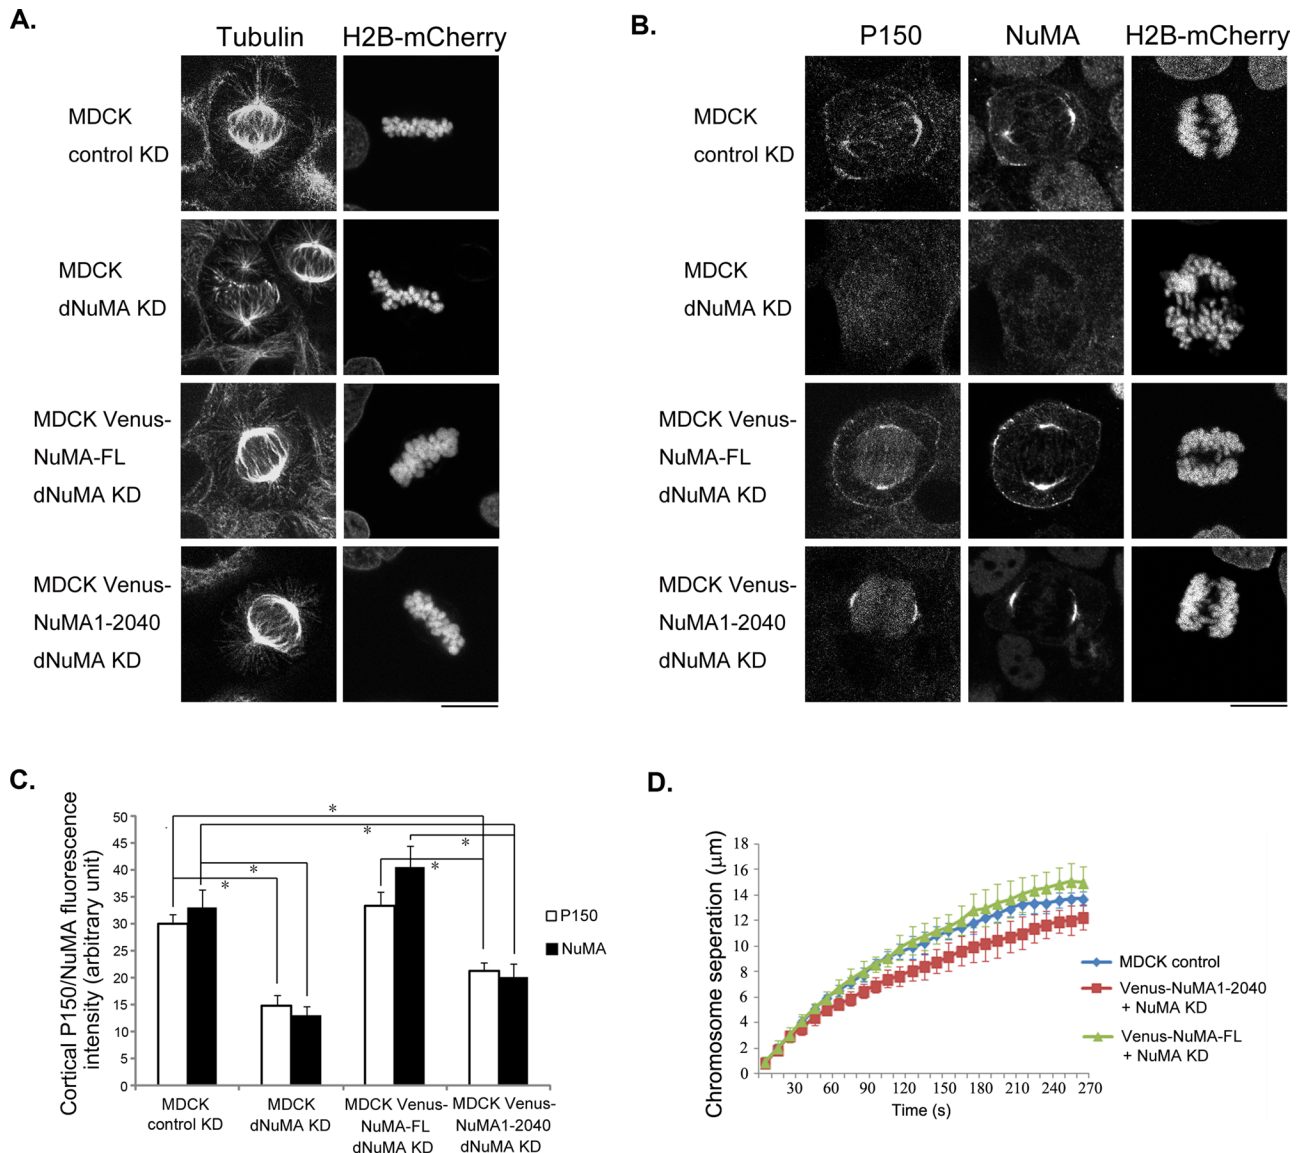 A.
Tubulin H2B-mCherry
MDCK
control KD
MDCK
dNuMA KD
MDCK Venus-
NuMA-FL
dNuMA KD
MDCK Venus-
NuMA1-2040
dNuMA KD
B.
P150 NuMA H2B-mCherry
MDCK
control KD
MDCK
dNuMA KD
MDCK Venus-
NuMA-FL
dNuMA KD
MDCK Venus-
NuMA1-2040
dNuMA KD
C.
Cortical P150/NuMA fluorescence
intensity (arbitrary unit)
50
45
40
35
30
25
20
15
10
5
0
* * * * * *
P150
NuMA
MDCK
control KD
MDCK
dNuMA KD
MDCK Venus-
NuMA-FL
dNuMA KD
MDCK Venus-
NuMA1-2040
dNuMA KD
D.
Chromosome seperation (μm)
18
16
14
12
10
8
6
4
2
0
30 60 90 120 150 180 210 240 270
Time (s)
MDCK control
Venus-NuMA1-2040
+ NuMA KD
Venus-NuMA-FL
+ NuMA KD